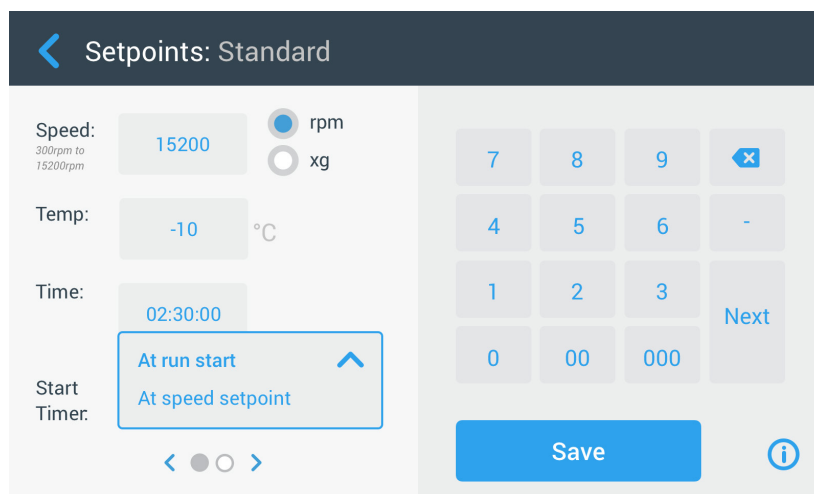 Setpoints: Standard
Speed:
300rpm to
15200rpm
15200
rpm
xg
Temp:
-10
°C
Time:
02:30:00
Start
Timer:
At run start
At speed setpoint
7 8 9
4 5 6 -
1 2 3
Next
0 00 000
Save